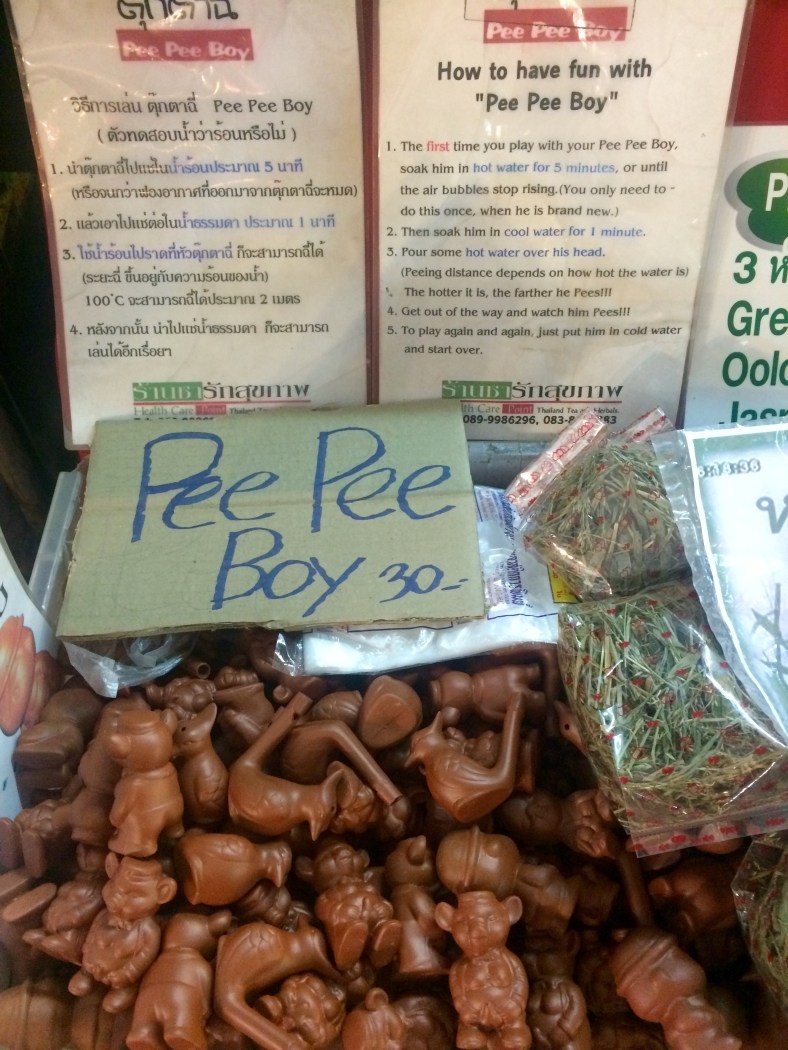 ตุ๊กตาฉี่
Pee Pee Boy
วิธีการเล่น ตุ๊กตาฉี่ Pee Pee Boy
( ตัวทดสอบน้ำว่าร้อนหรือไม่ )
1. นำตุ๊กตาฉี่ไปแช่ในน้ำร้อนประมาณ 5 นาที
(หรือจนกว่าฟองอากาศที่ออกมาจากตุ๊กตาฉี่จะหมด)
2. แล้วเอาไปแช่ต่อในน้ำธรรมดา ประมาณ 1 นาที
3. ใช้น้ำร้อนไปราดที่หัวตุ๊กตาฉี่ ก็จะสามารถฉี่ได้
(ระยะฉี่ ขึ้นอยู่กับความร้อนของน้ำ)
100°C จะสามารถฉี่ได้ประมาณ 2 เมตร
4. หลังจากนั้น นำไปแช่น้ำธรรมดา ก็จะสามารถ
เล่นได้อีกเรื่อยๆ
ร้านชารักสุขภาพ
Health Care Point Thailand Tea
Pee Pee Boy
How to have fun with
"Pee Pee Boy"
1. The first time you play with your Pee Pee Boy,
soak him in hot water for 5 minutes, or until
the air bubbles stop rising.(You only need to -
do this once, when he is brand new.)
2. Then soak him in cool water for 1 minute.
3. Pour some hot water over his head.
(Peeing distance depends on how hot the water is)
The hotter it is, the farther he Pees!!!
4. Get out of the way and watch him Pees!!!
5. To play again and again, just put him in cold water
and start over.
ร้านชารักสุขภาพ
lth Care Point Thailand Tea Herbals.
089-9986296, 083-8
P
3
Gre
Oolo
Jasm
Pee Pee
Boy 30.-